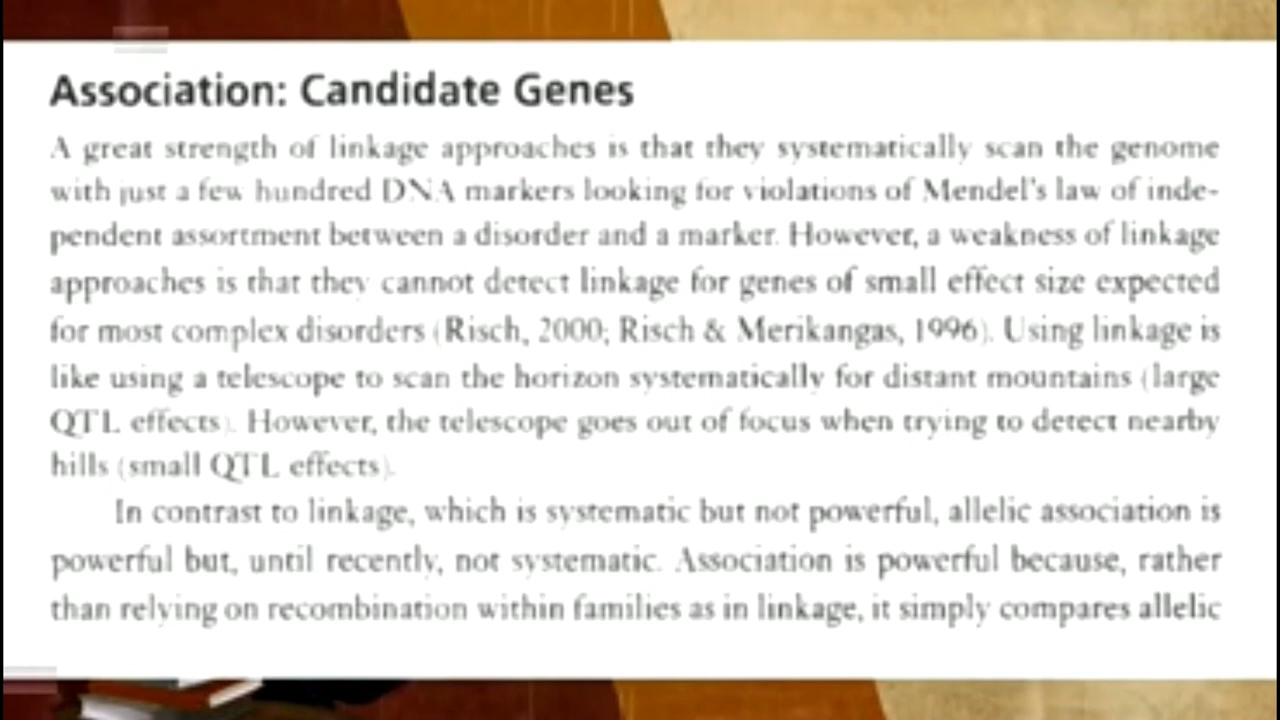 Association: Candidate Genes
A great strength of linkage approaches is that they systematically scan the genome
with just a few hundred DNA markers looking for violations of Mendel's law of inde-
pendent assortment between a disorder and a marker. However, a weakness of linkage
approaches is that they cannot detect linkage for genes of small effect size expected
for most complex disorders (Risch, 2000; Risch & Merikangas, 1996). Using linkage is
like using a telescope to scan the horizon systematically for distant mountains (large
QTL effects). However, the telescope goes out of focus when trying to detect nearby
hills (small QTL effects).
In contrast to linkage, which is systematic but not powerful, allelic association is
powerful but, until recently, not systematic. Association is powerful because, rather
than relying on recombination within families as in linkage, it simply compares allelic